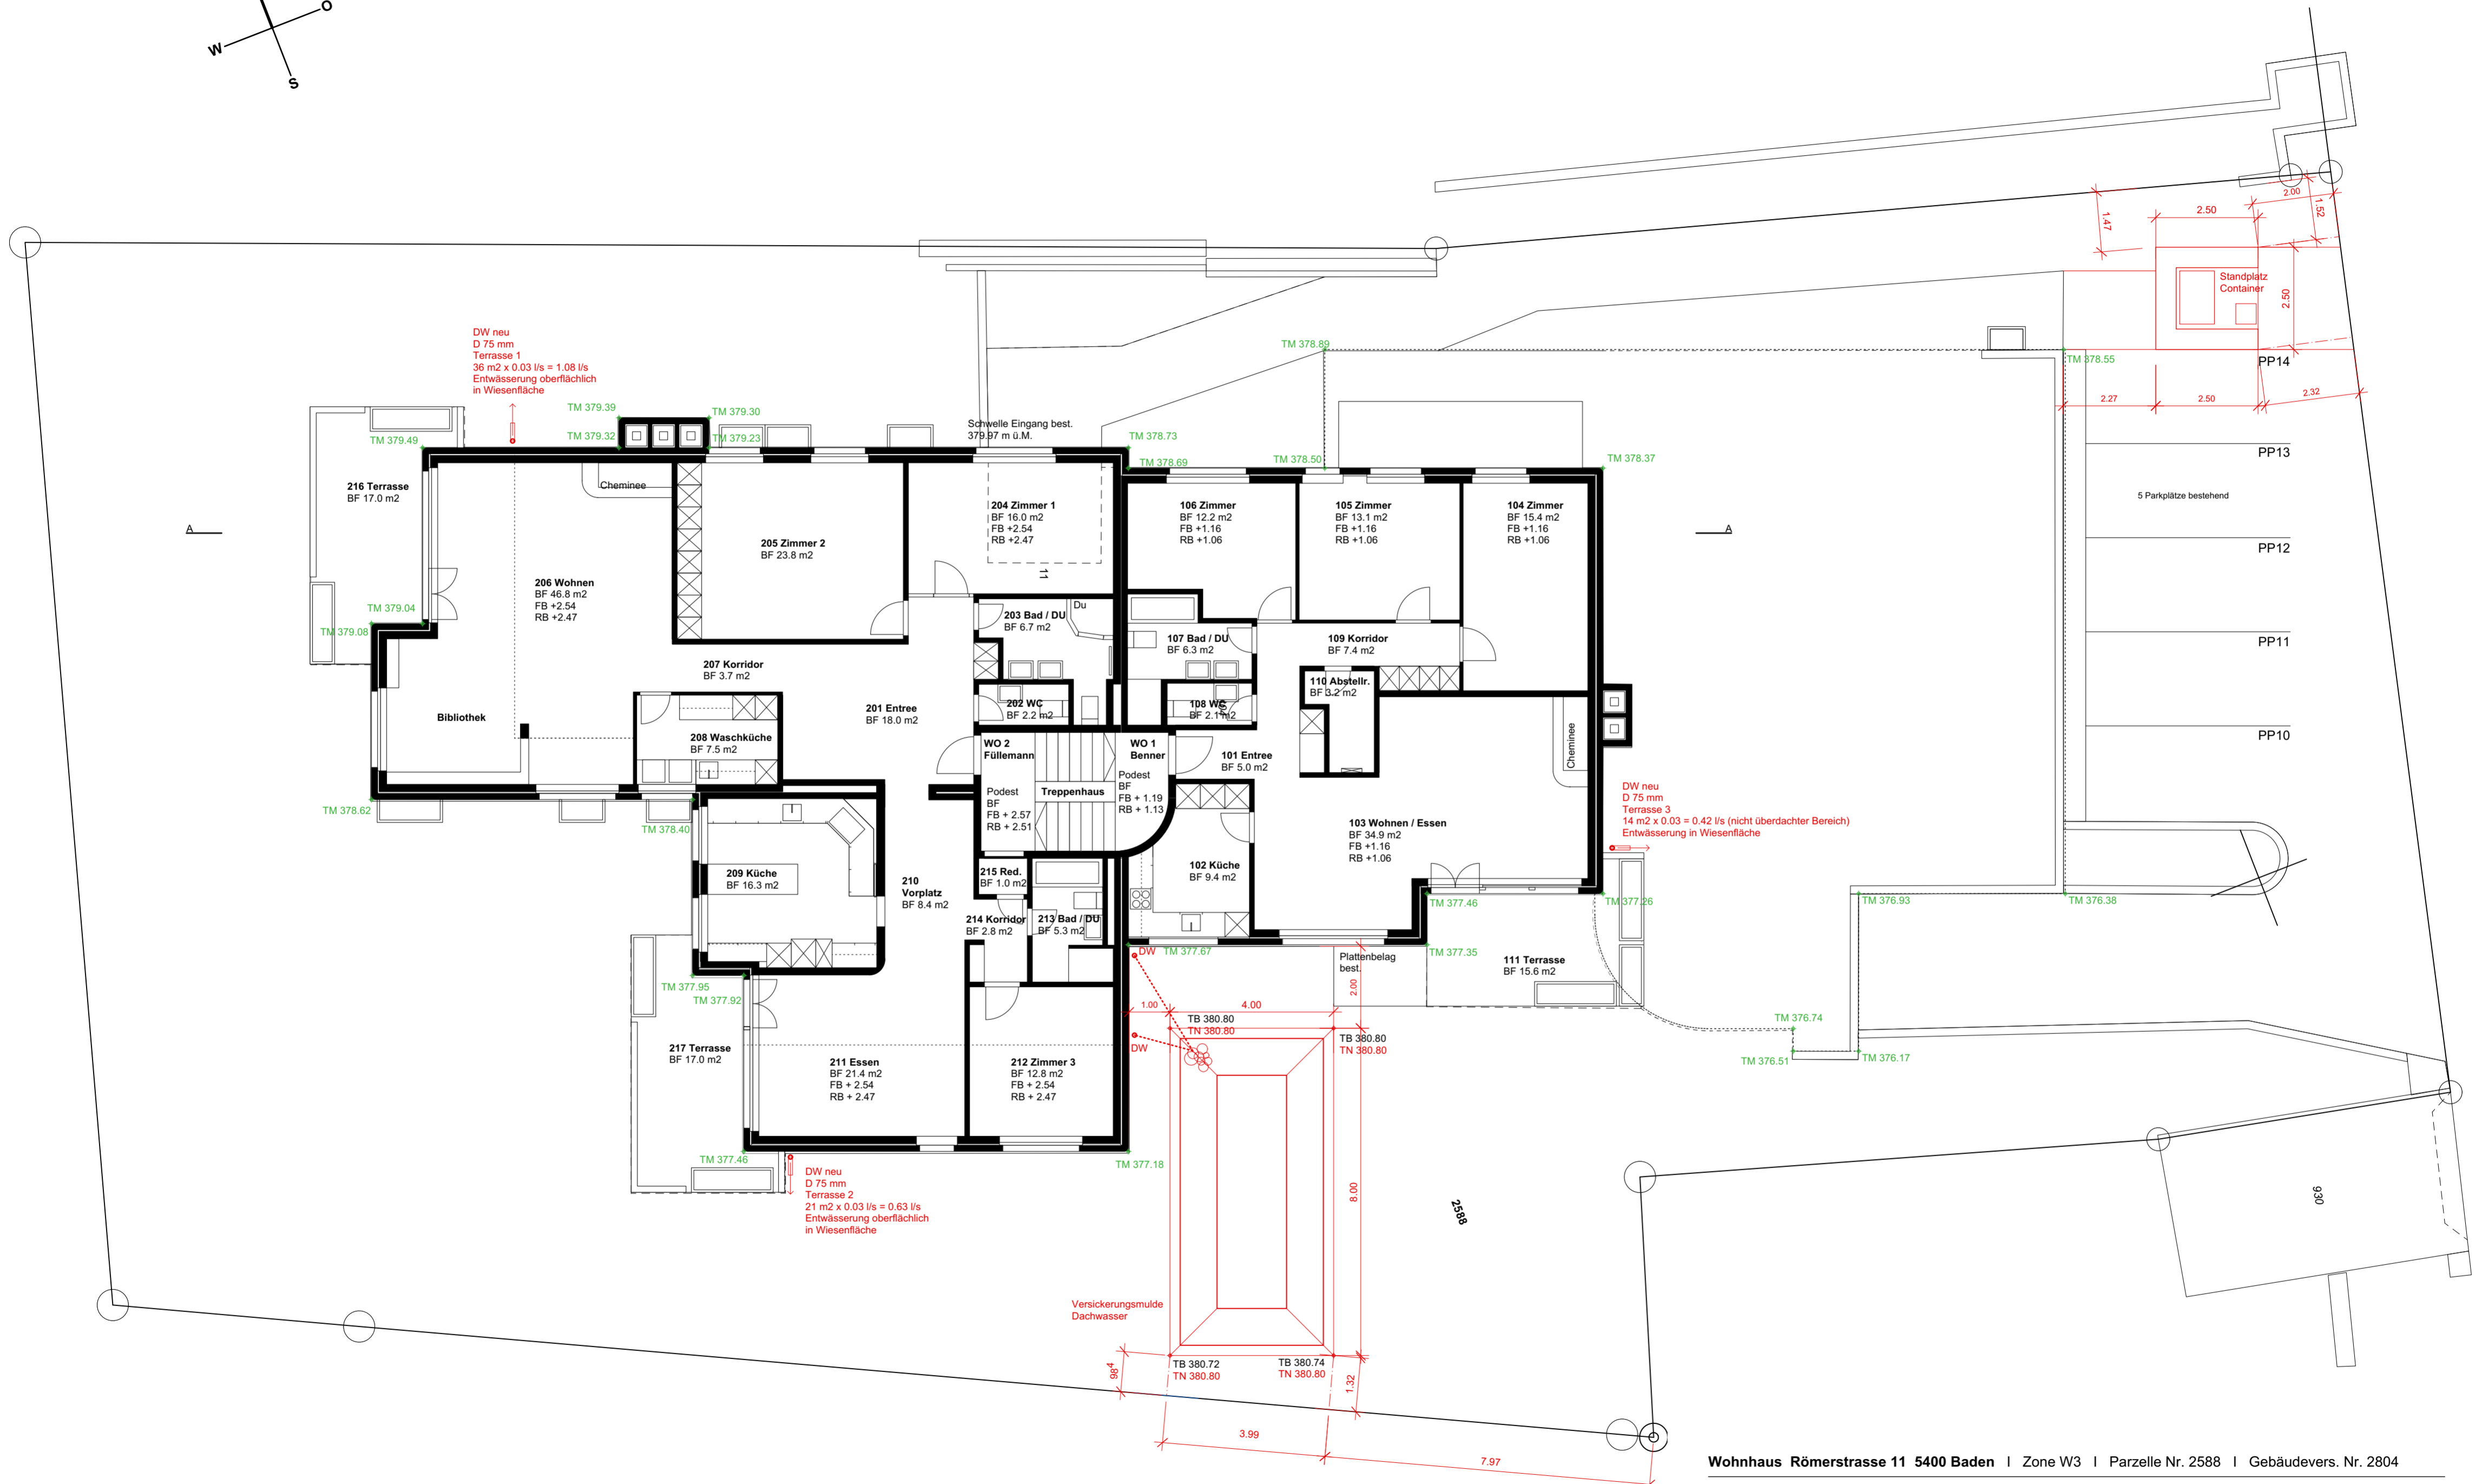 O
W
S
2.00
1.52
1.47
2.50
Standplatz
Container
2.50
DW neu
D 75 mm
Terrasse 1
36 m2 x 0.03 l/s = 1.08 l/s
Entwässerung oberflächlich
in Wiesenfläche
TM 378.89
TM 378.55
PP14
2.27
2.50
2.32
TM 379.39
TM 379.30
TM 379.49
TM 379.32
TM 379.23
Schwelle Eingang best.
379.97 m ü.M.
TM 378.73
TM 378.69
TM 378.50
TM 378.37
PP13
216 Terrasse
BF 17.0 m2
Cheminee
A
A
5 Parkplätze bestehend
204 Zimmer 1
BF 16.0 m2
FB +2.54
RB +2.47
106 Zimmer
BF 12.2 m2
FB +1.16
RB +1.06
105 Zimmer
BF 13.1 m2
FB +1.16
RB +1.06
104 Zimmer
BF 15.4 m2
FB +1.16
RB +1.06
205 Zimmer 2
BF 23.8 m2
PP12
11
206 Wohnen
BF 46.8 m2
FB +2.54
RB +2.47
TM 379.04
TM 379.08
Du
203 Bad / DU
BF 6.7 m2
107 Bad / DU
BF 6.3 m2
109 Korridor
BF 7.4 m2
PP11
207 Korridor
BF 3.7 m2
110 Abstellr.
BF 3.2 m2
Bibliothek
201 Entree
BF 18.0 m2
202 WC
BF 2.2 m2
108 WC
BF 2.1 m2
208 Waschküche
BF 7.5 m2
WO 2
Füllemann
WO 1
Benner
101 Entree
BF 5.0 m2
Cheminee
PP10
Podest
BF
FB + 2.57
RB + 2.51
Treppenhaus
Podest
BF
FB + 1.19
RB + 1.13
DW neu
D 75 mm
Terrasse 3
14 m2 x 0.03 = 0.42 l/s (nicht überdachter Bereich)
Entwässerung in Wiesenfläche
TM 378.62
TM 378.40
103 Wohnen / Essen
BF 34.9 m2
FB +1.16
RB +1.06
209 Küche
BF 16.3 m2
210
Vorplatz
BF 8.4 m2
215 Red.
BF 1.0 m2
102 Küche
BF 9.4 m2
214 Korridor
BF 2.8 m2
213 Bad / DU
BF 5.3 m2
TM 377.46
TM 377.26
TM 376.93
TM 376.38
DW
TM 377.67
TM 377.35
Plattenbelag
best.
111 Terrasse
BF 15.6 m2
TM 377.95
TM 377.92
2.00
1.00
4.00
TB 380.80
TN 380.80
TB 380.80
TN 380.80
DW
TM 376.74
TM 376.51
TM 376.17
217 Terrasse
BF 17.0 m2
211 Essen
BF 21.4 m2
FB + 2.54
RB + 2.47
212 Zimmer 3
BF 12.8 m2
FB + 2.54
RB + 2.47
TM 377.46
TM 377.18
DW neu
D 75 mm
Terrasse 2
21 m2 x 0.03 l/s = 0.63 l/s
Entwässerung oberflächlich
in Wiesenfläche
8.00
2588
930
Versickerungsmulde
Dachwasser
TB 380.72
TN 380.80
TB 380.74
TN 380.80
98⁴
1.32
3.99
7.97
Wohnhaus Römerstrasse 11 5400 Baden I Zone W3 I Parzelle Nr. 2588 I Gebäudevers. Nr. 2804